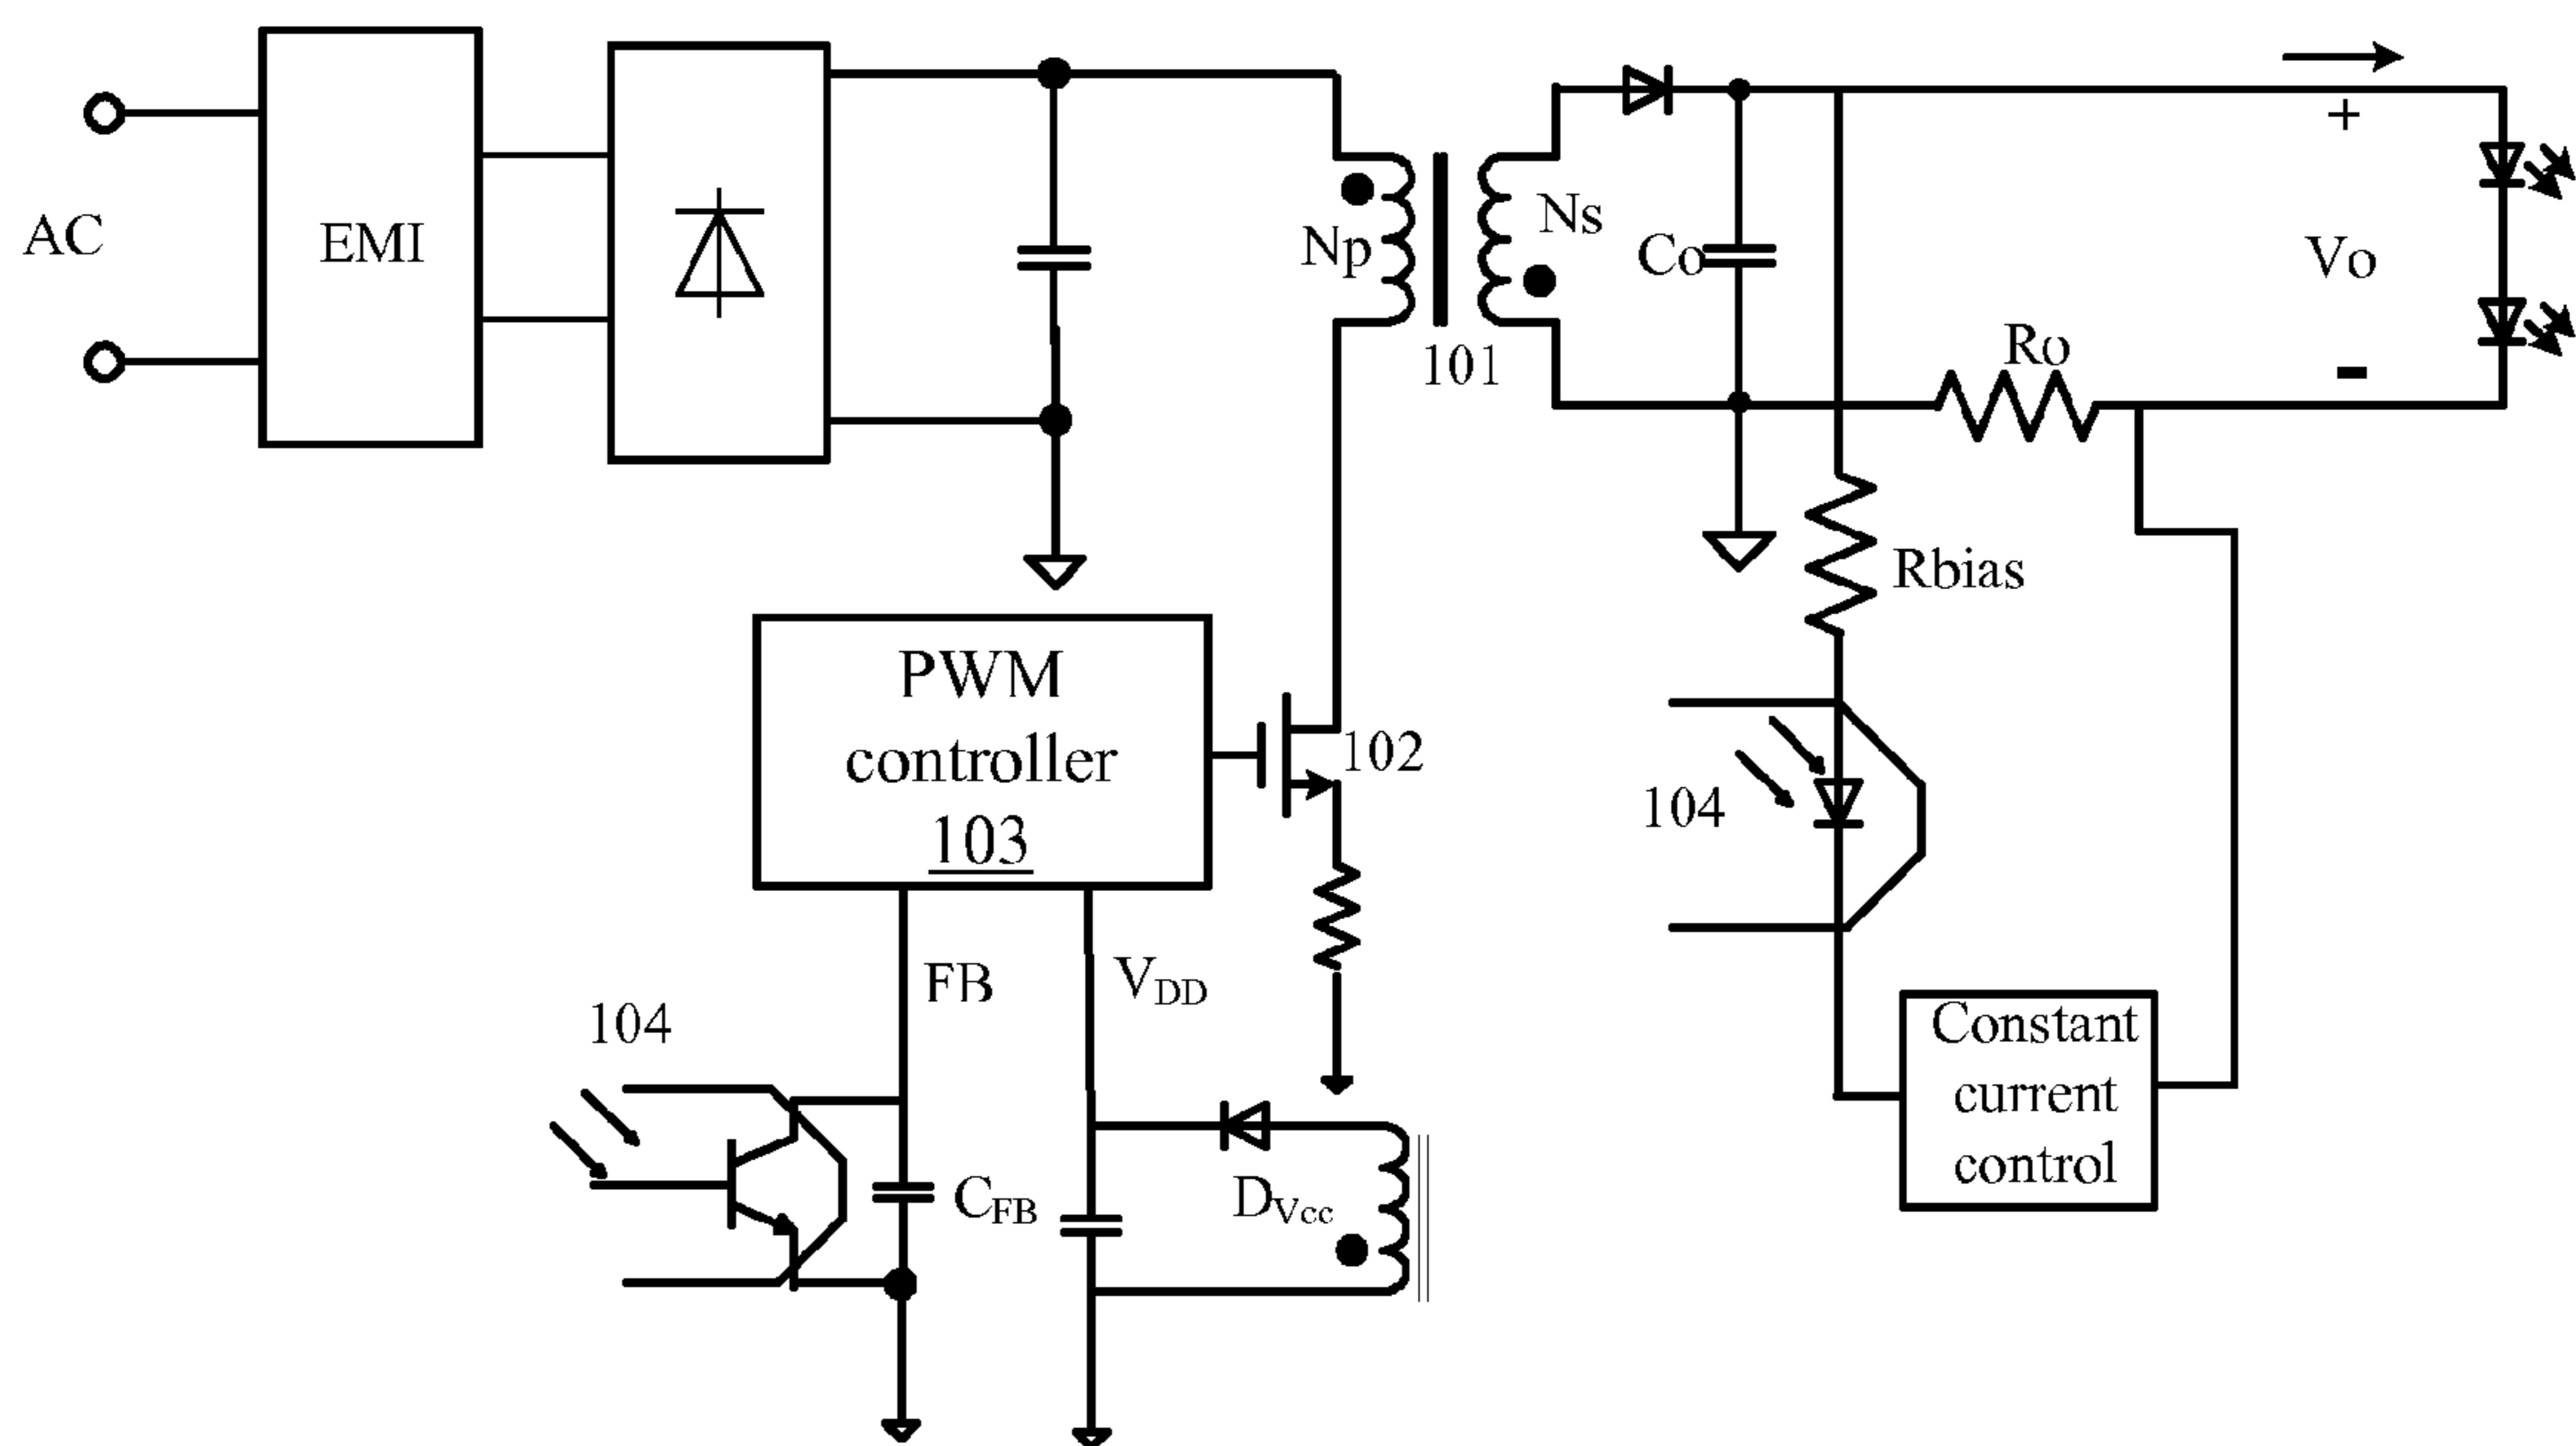 AC
EMI
Np
101
Ns
Co
+
Vo
-
Ro
Rbias
PWM
controller
103
102
104
FB
VDD
104
CFB
DVcc
Constant
current
control